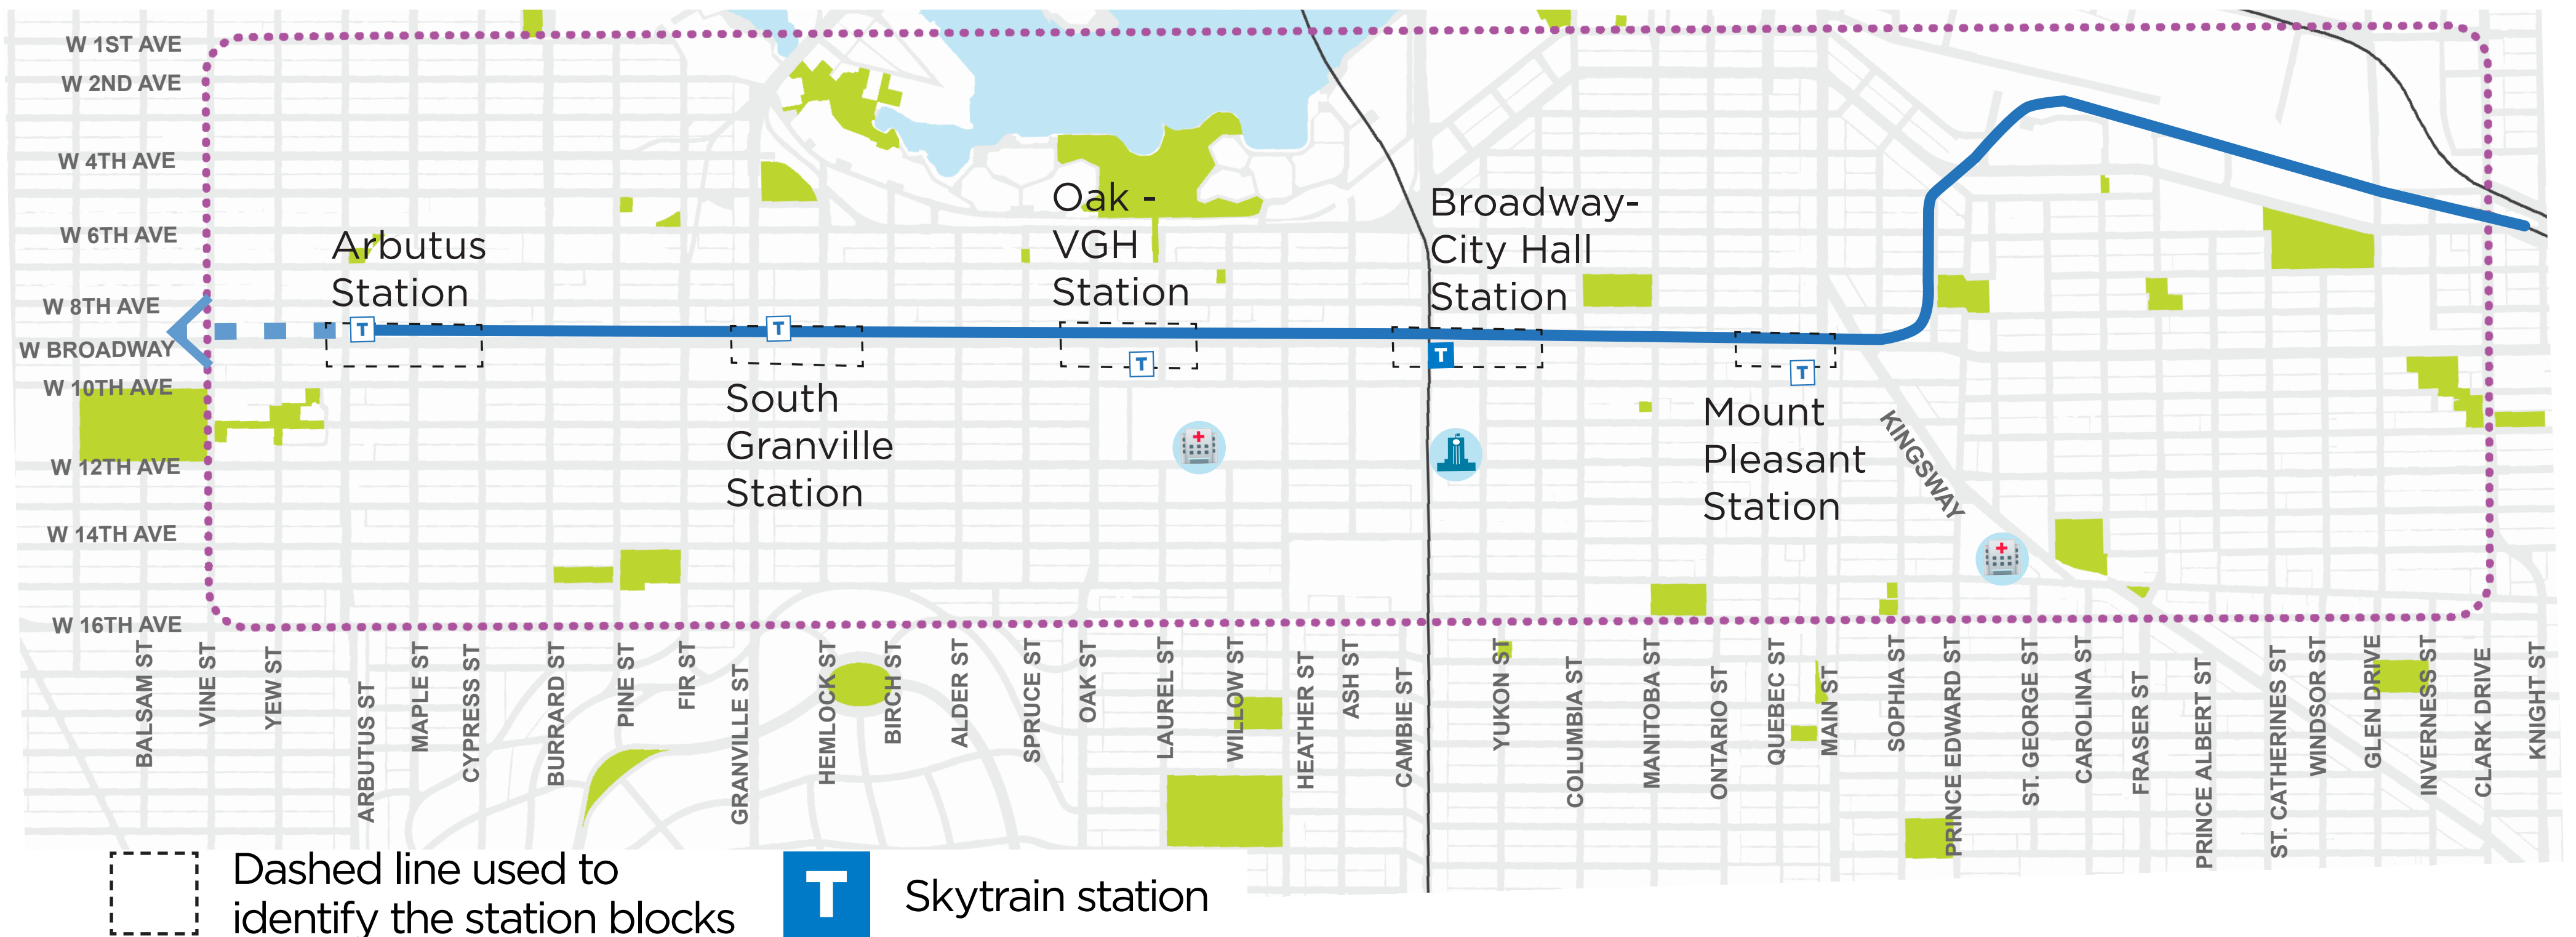 W 1ST AVE
W 2ND AVE
W 4TH AVE
W 6TH AVE
W 8TH AVE
W BROADWAY
W 10TH AVE
W 12TH AVE
W 14TH AVE
W 16TH AVE
Arbutus
Station
T
South
Granville
Station
T
Oak -
VGH
Station
T
Broadway-
City Hall
Station
T
Mount
Pleasant
Station
T
KINGSWAY
BALSAM ST
VINE ST
YEW ST
ARBUTUS ST
MAPLE ST
CYPRESS ST
BURRARD ST
PINE ST
FIR ST
GRANVILLE ST
HEMLOCK ST
BIRCH ST
ALDER ST
SPRUCE ST
OAK ST
LAUREL ST
WILLOW ST
HEATHER ST
ASH ST
CAMBIE ST
YUKON ST
COLUMBIA ST
MANITOBA ST
ONTARIO ST
QUEBEC ST
MAIN ST
SOPHIA ST
PRINCE EDWARD ST
ST. GEORGE ST
CAROLINA ST
FRASER ST
PRINCE ALBERT ST
ST. CATHERINES ST
WINDSOR ST
GLEN DRIVE
INVERNESS ST
CLARK DRIVE
KNIGHT ST
Dashed line used to
identify the station blocks
T
Skytrain station